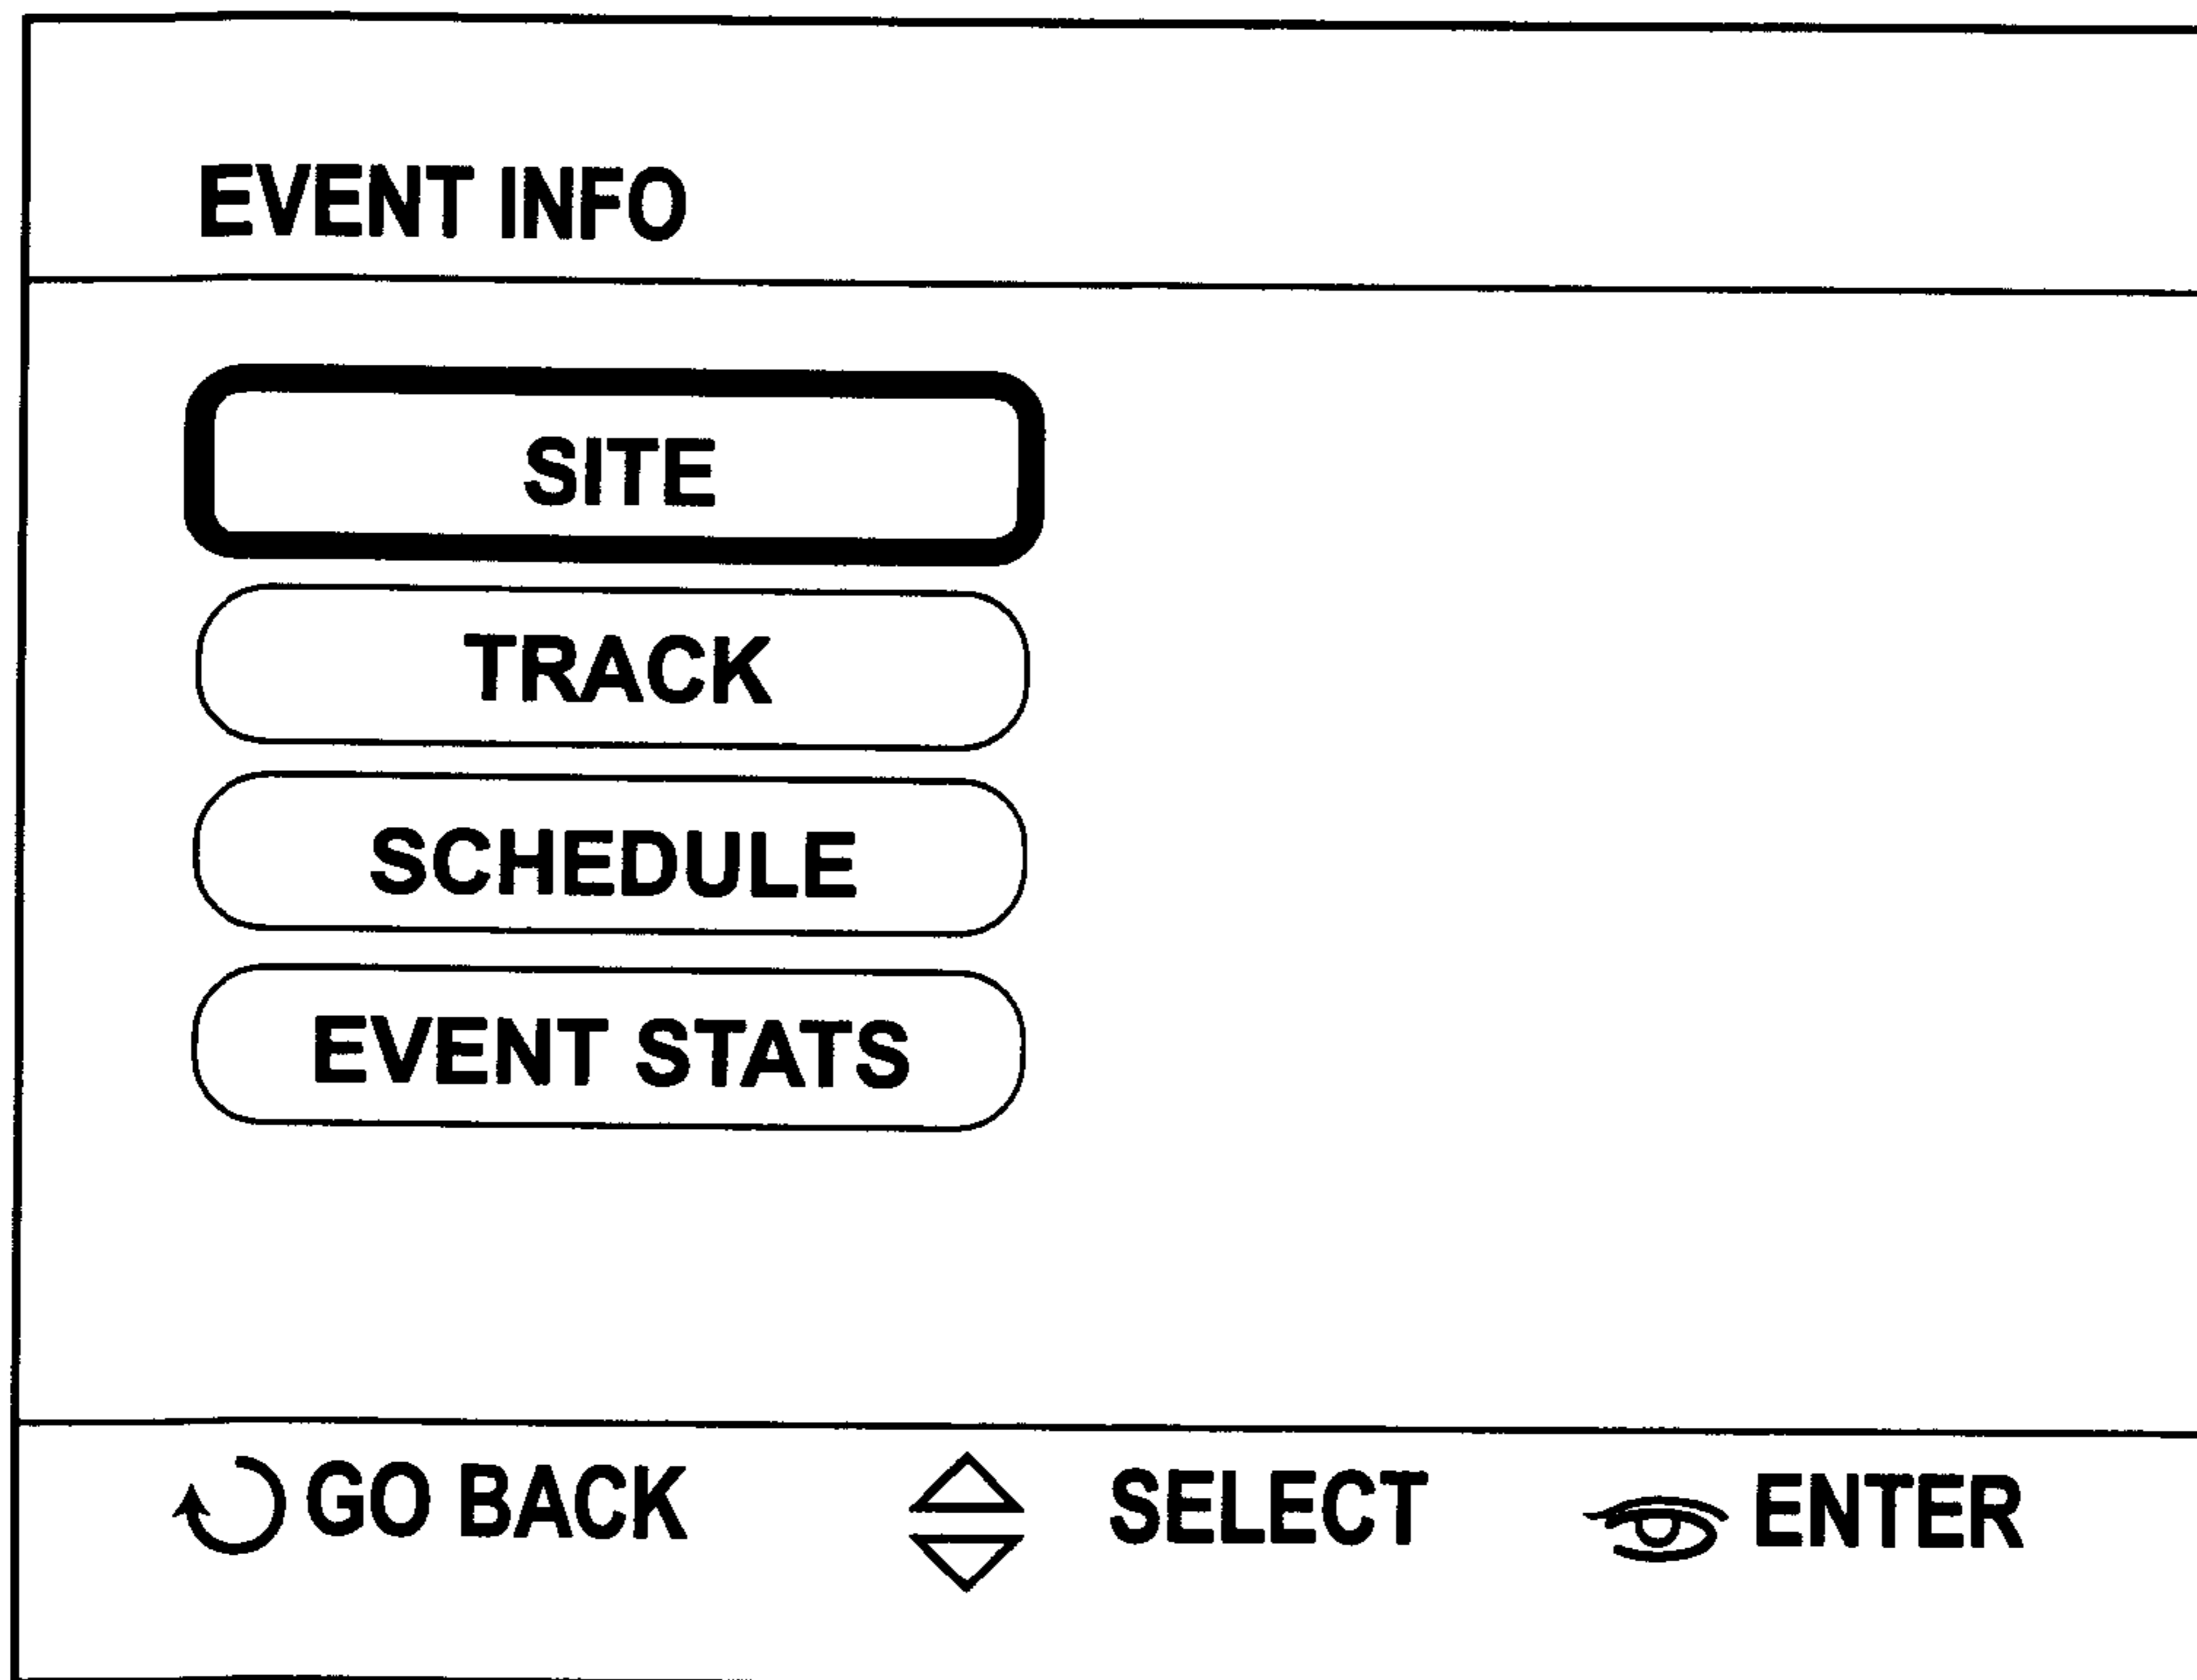 EVENT INFO
SITE
TRACK
SCHEDULE
EVENT STATS
GO BACK SELECT ENTER